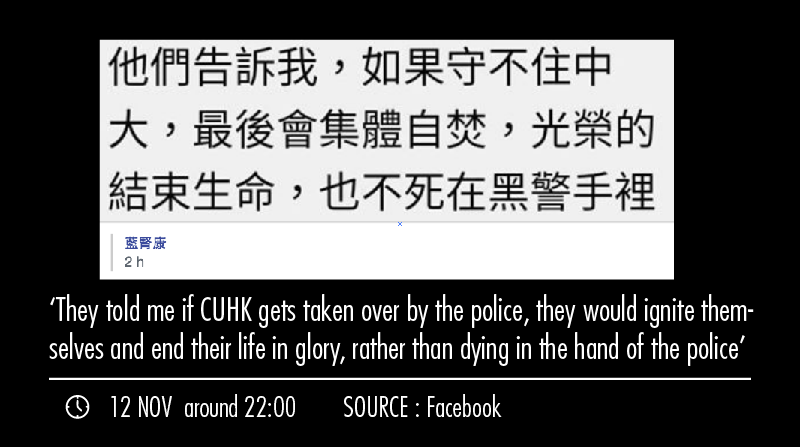 他們告訴我，如果守不住中
大，最後會集體自焚，光榮的
結束生命，也不死在黑警手裡
藍腎康
2 h
‘They told me if CUHK gets taken over by the police, they would ignite them-
selves and end their life in glory, rather than dying in the hand of the police’
12 NOV around 22:00 SOURCE : Facebook